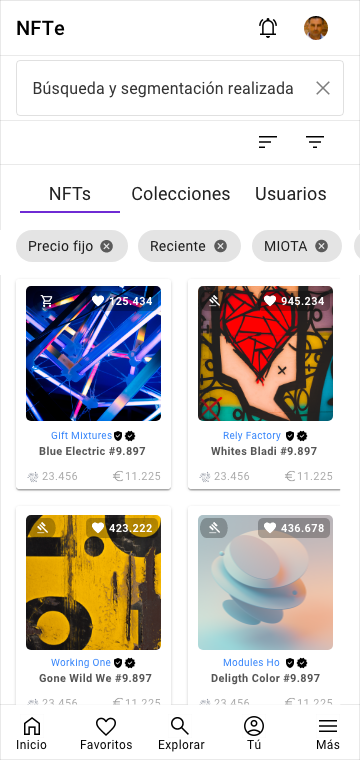 NFTe
Búsqueda y segmentación realizada
NFTs Colecciones Usuarios
Precio fijo Reciente MIOTA
125.434 945.234
Gift Mixtures Rely Factory
Blue Electric #9.897 Whites Bladi #9.897
23.456 €11.225 23.456 €11.225
423.222 436.678
Working One Modules Ho
Gone Wild We #9.897 Deligth Color #9.897
23.456 €11.225 23.456 €11.225
Inicio Favoritos Explorar Tú Más